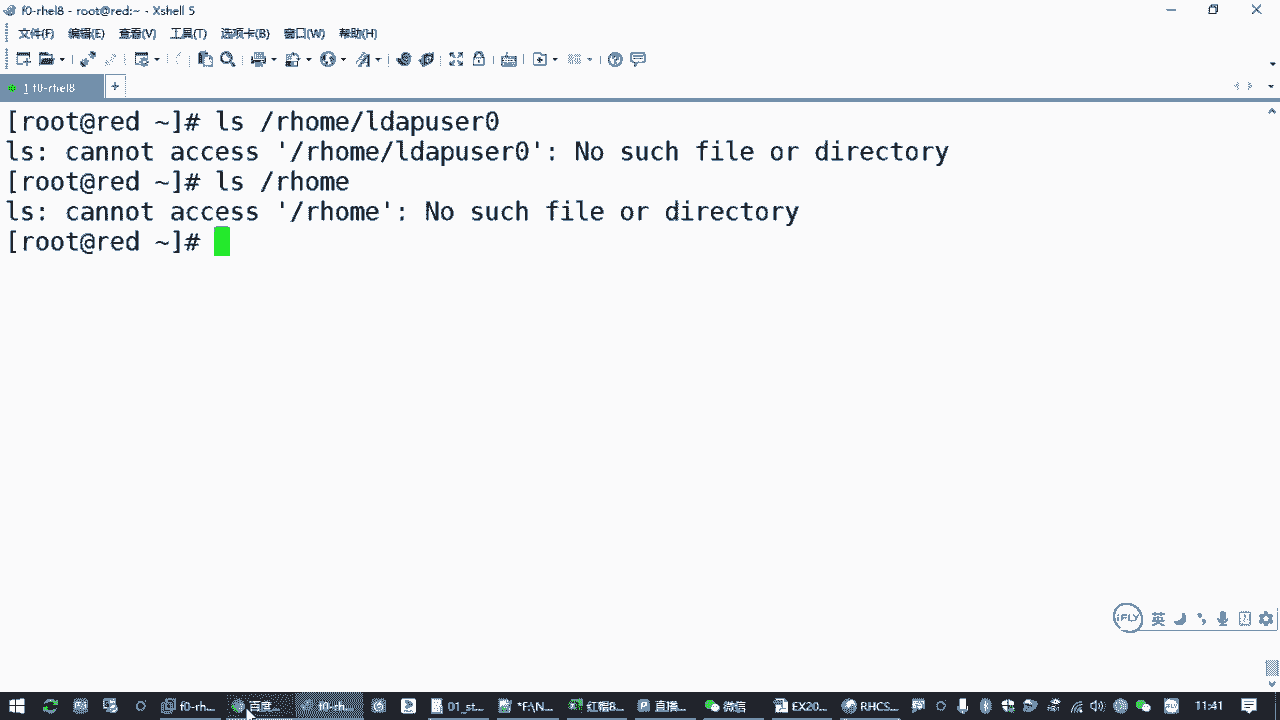 f0-rhel8 - root@red:~ - Xshell 5
文件(F) 编辑(E) 查看(V) 工具(T) 选项卡(B) 窗口(W) 帮助(H)
1 f0-rhel8
[root@red ~]# ls /rhome/ldapuser0
ls: cannot access '/rhome/ldapuser0': No such file or directory
[root@red ~]# ls /rhome
ls: cannot access '/rhome': No such file or directory
[root@red ~]#
iFLY 英
f0-rh... 百度... f0-rh... 01_st... *F:\N... 红帽8... 直播... 微信 EX20... RHCS... 11:41